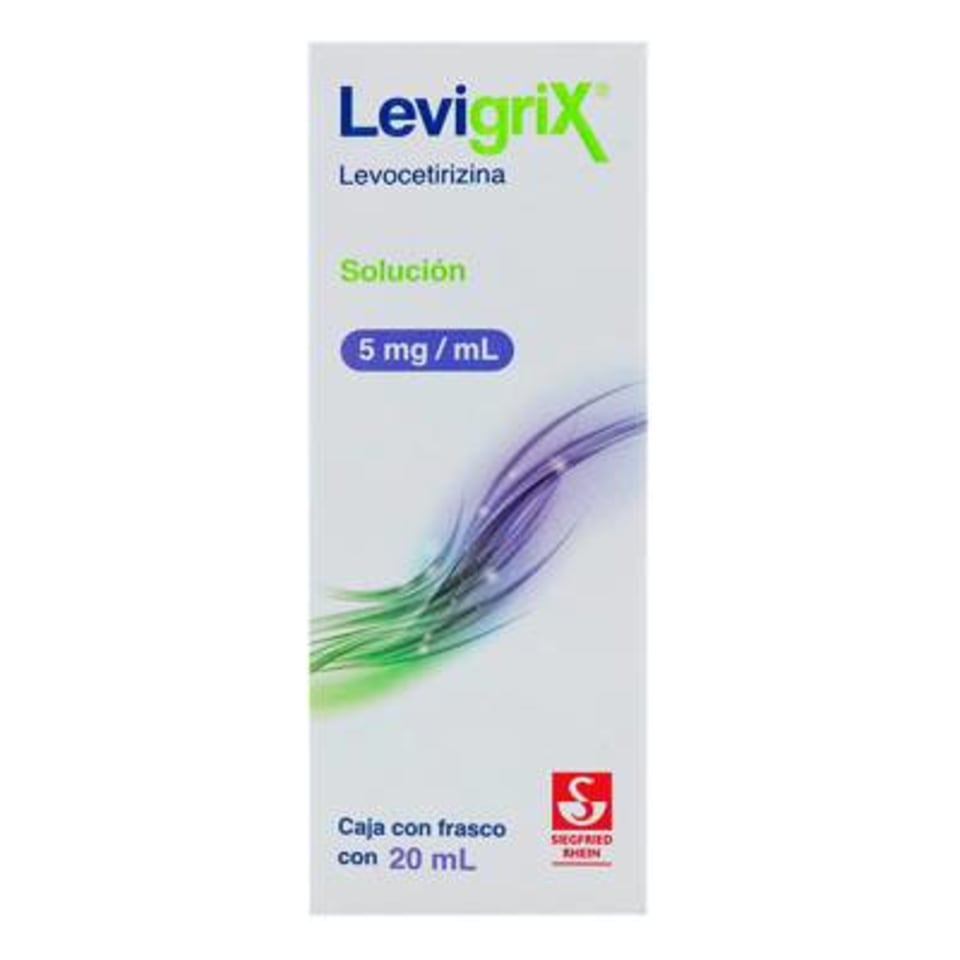 Levigrix®
Levocetirizina
Solución
5 mg / mL
Caja con frasco
con 20 mL
SIEGFRIED
RHEIN